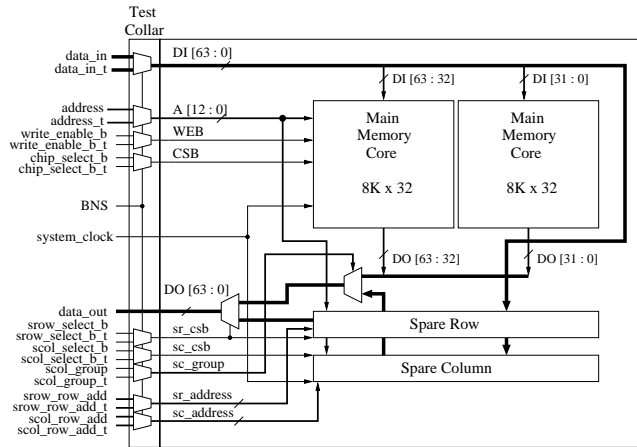 Test
Collar
data_in
data_in_t
DI [63 : 0]
DI [63 : 32]
DI [31 : 0]
address
address_t
A [12 : 0]
write_enable_b
write_enable_b_t
WEB
chip_select_b
chip_select_b_t
CSB
Main
Memory
Core
8K x 32
Main
Memory
Core
8K x 32
BNS
system_clock
DO [63 : 32]
DO [31 : 0]
DO [63 : 0]
data_out
srow_select_b
srow_select_b_t
sr_csb
Spare Row
scol_select_b
scol_select_b_t
sc_csb
scol_group
scol_group_t
sc_group
Spare Column
srow_row_add
srow_row_add_t
sr_address
scol_row_add
scol_row_add_t
sc_address